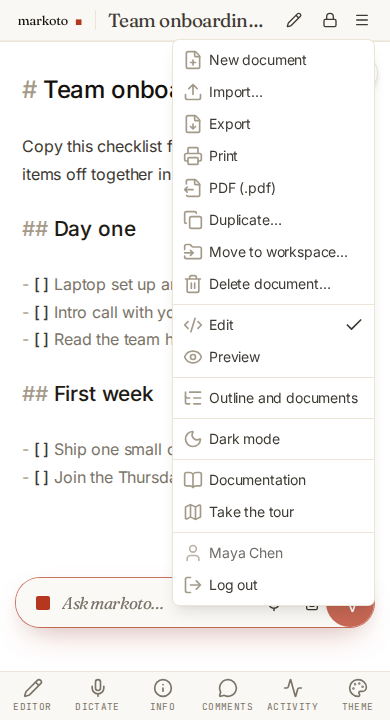 markoto
Team onboardin...
New document
Import...
Export
Print
PDF (.pdf)
Duplicate...
Move to workspace...
Delete document...
Edit
Preview
Outline and documents
Dark mode
Documentation
Take the tour
Maya Chen
Log out
# Team onboa
Copy this checklist f
items off together in
## Day one
- [ ] Laptop set up a
- [ ] Intro call with yo
- [ ] Read the team h
## First week
- [ ] Ship one small c
- [ ] Join the Thursda
Ask markoto...
EDITOR
DICTATE
INFO
COMMENTS
ACTIVITY
THEME